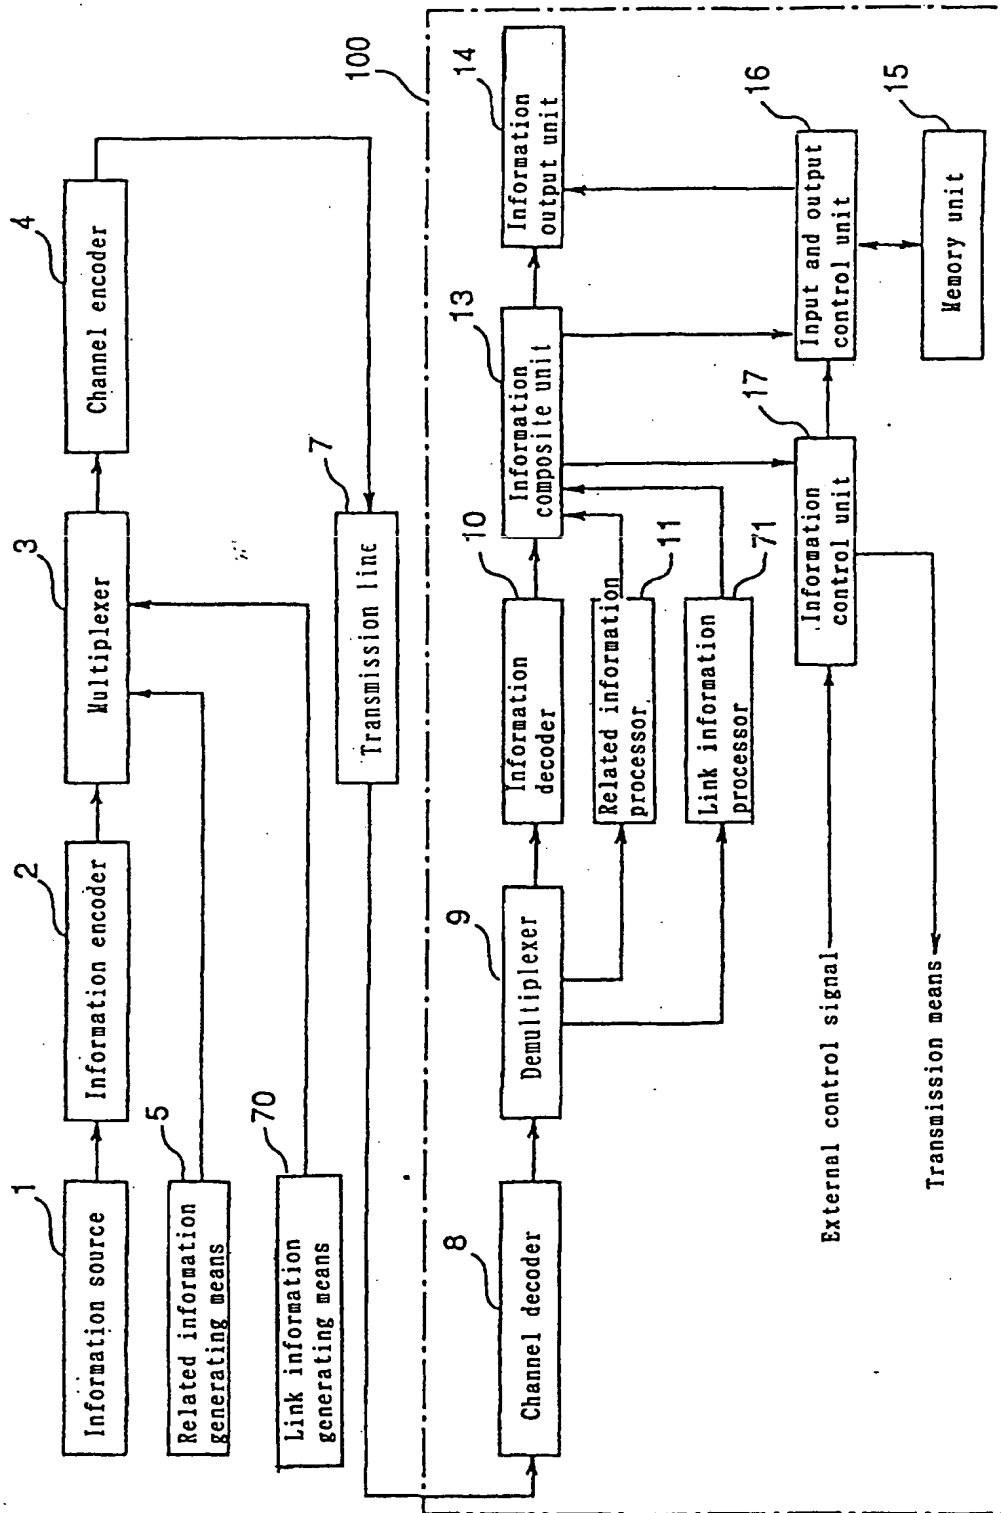 1
Information source
2
Information encoder
3
Multiplexer
4
Channel encoder
5
Related information
generating means
70
Link information
generating means
7
Transmission line
100
8
Channel decoder
9
Demultiplexer
10
Information
decoder
11
Related information
processor
71
Link information
processor
13
Information
composite unit
14
Information
output unit
17
Information
control unit
16
Input and output
control unit
15
Memory unit
External control signal
Transmission means